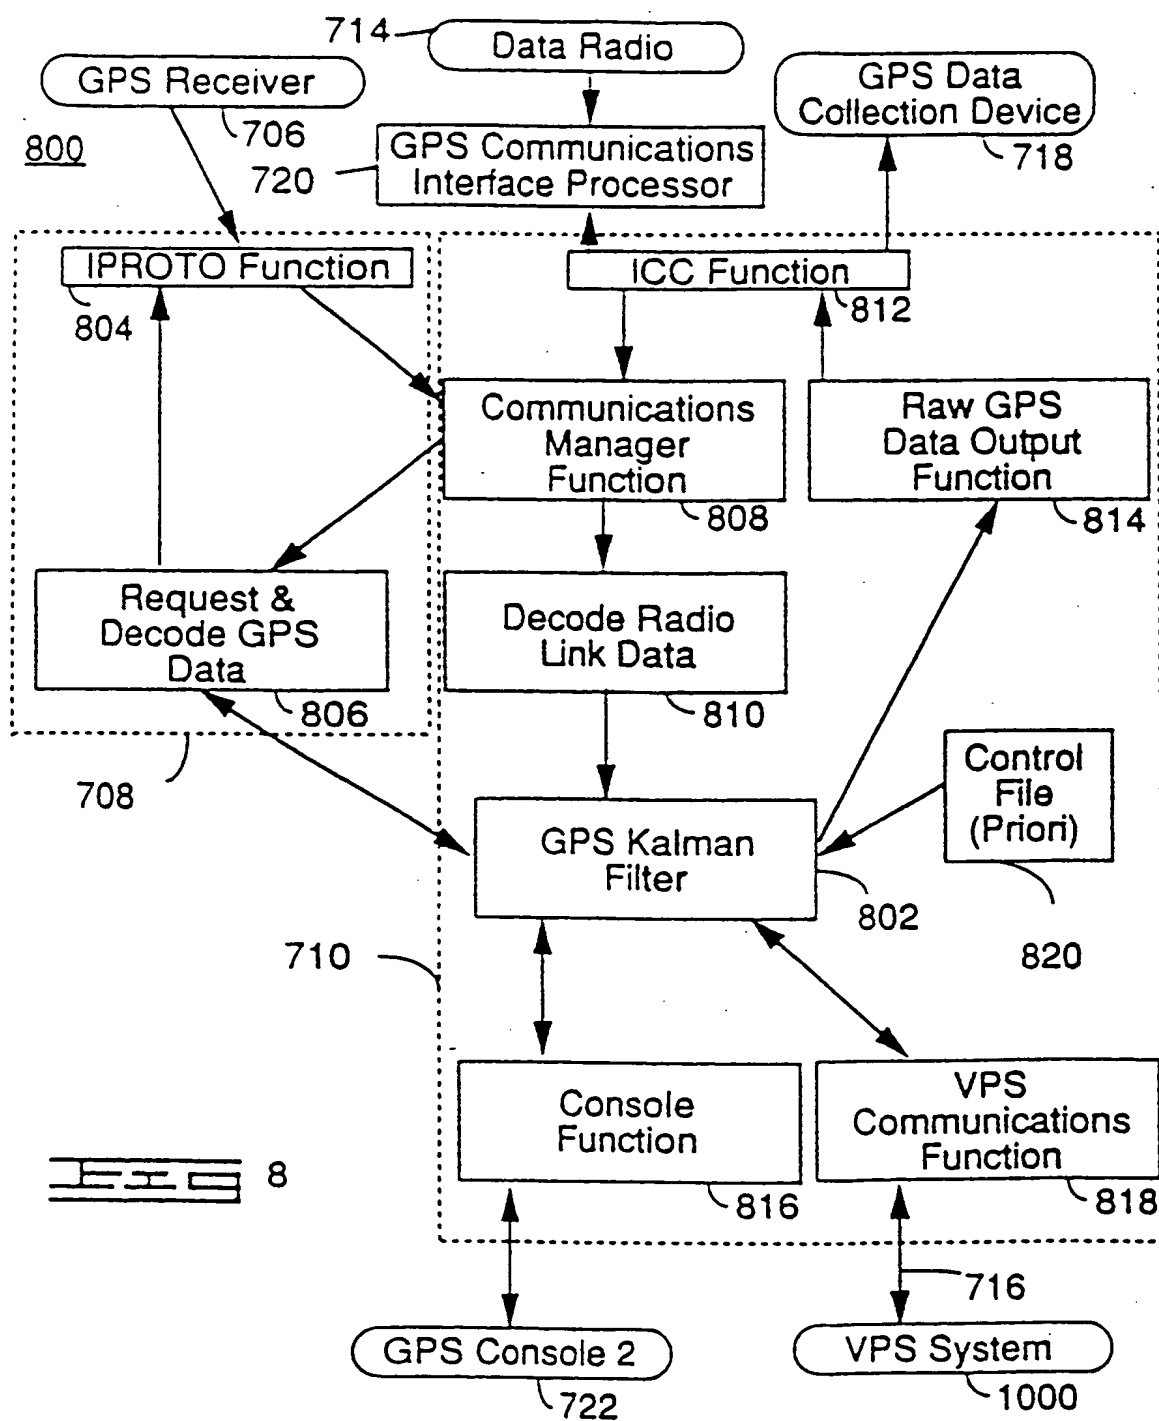 714
Data Radio
GPS Receiver
706
GPS Data
Collection Device
718
800
720
GPS Communications
Interface Processor
IPROTO Function
804
ICC Function
812
Communications
Manager
Function
808
Raw GPS
Data Output
Function
814
Request &
Decode GPS
Data
806
Decode Radio
Link Data
810
708
Control
File
(Priori)
820
GPS Kalman
Filter
802
710
Console
Function
816
VPS
Communications
Function
818
FIG 8
716
GPS Console 2
722
VPS System
1000